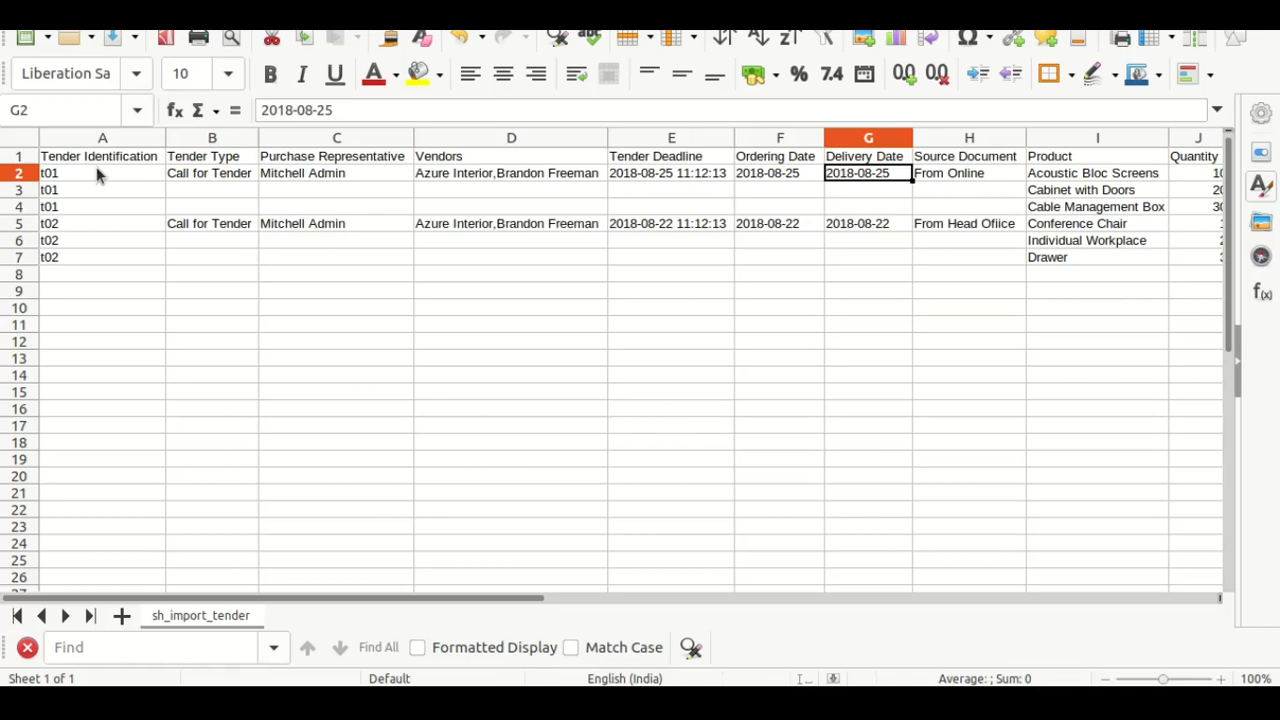 Liberation Sa 10 B I U A % 7.4
G2 fx Σ = 2018-08-25
A B C D E F G H I J
1 Tender Identification Tender Type Purchase Representative Vendors Tender Deadline Ordering Date Delivery Date Source Document Product Quantity
2 t01 Call for Tender Mitchell Admin Azure Interior,Brandon Freeman 2018-08-25 11:12:13 2018-08-25 2018-08-25 From Online Acoustic Bloc Screens
3 t01 Cabinet with Doors
4 t01 Cable Management Box
5 t02 Call for Tender Mitchell Admin Azure Interior,Brandon Freeman 2018-08-22 11:12:13 2018-08-22 2018-08-22 From Head Ofiice Conference Chair
6 t02 Individual Workplace
7 t02 Drawer
8
9
10
11
12
13
14
15
16
17
18
19
20
21
22
23
24
25
26
sh_import_tender
Find Find All Formatted Display Match Case
Sheet 1 of 1 Default English (India) Average: ; Sum: 0 100%